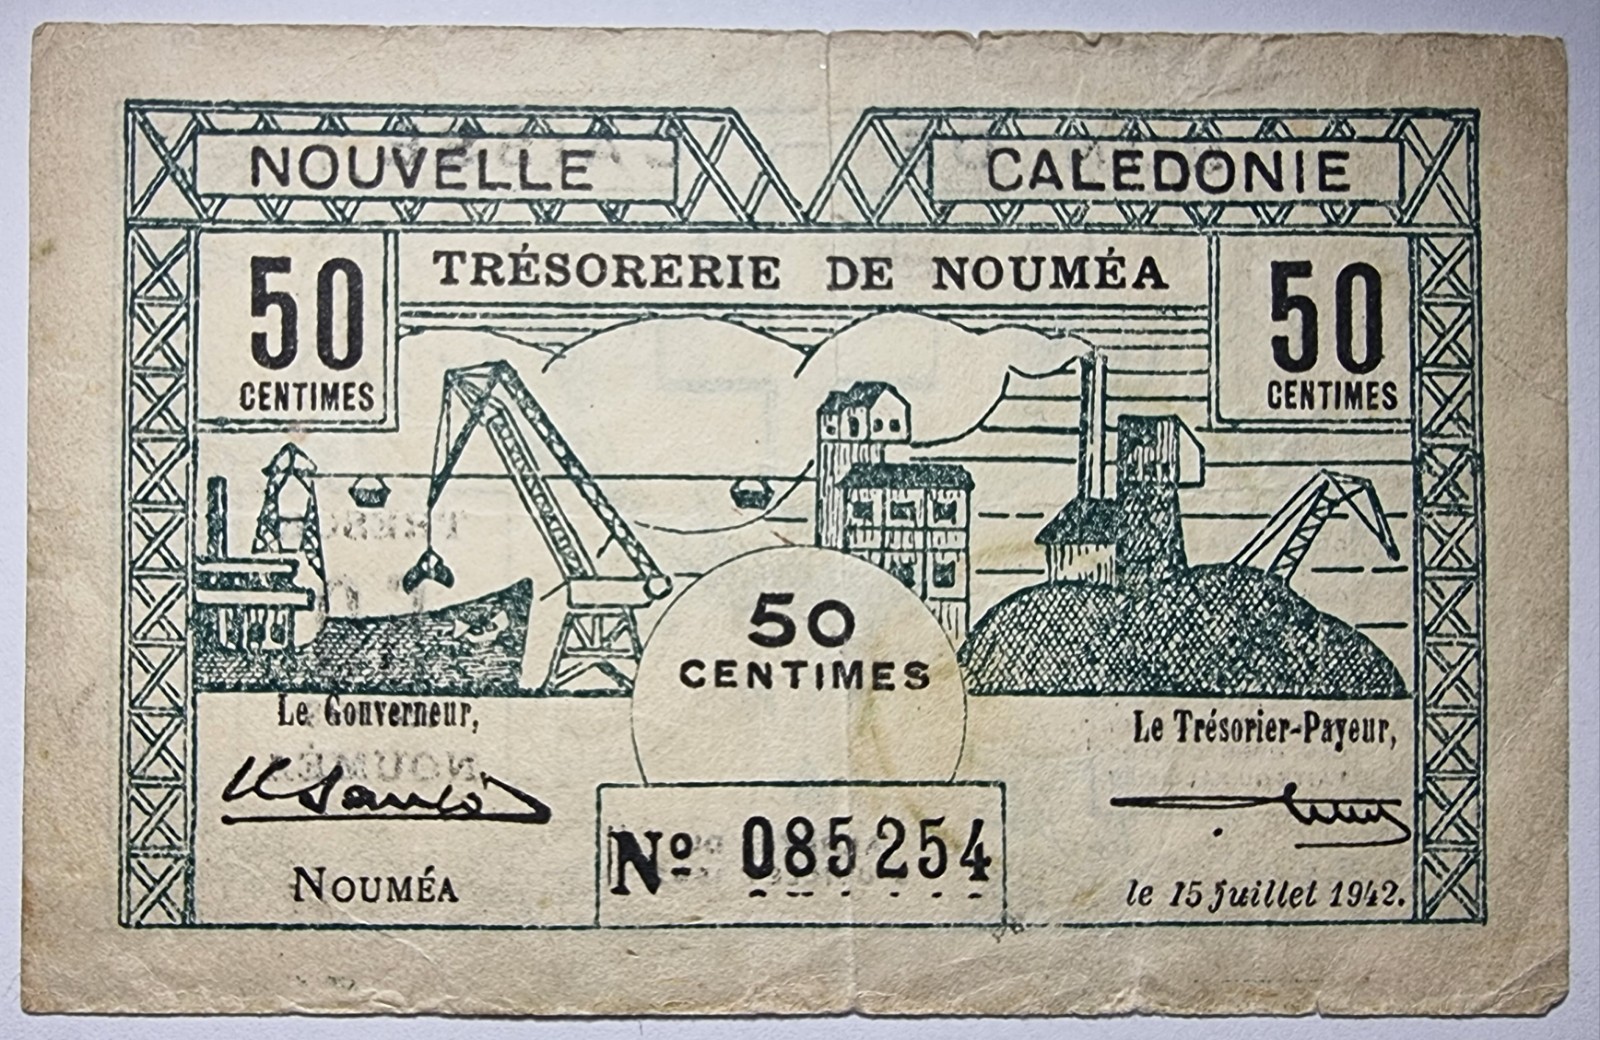 NOUVELLE CALEDONIE
TRÉSORERIE DE NOUMÉA
50
CENTIMES
50
CENTIMES
50
CENTIMES
Le Gouverneur,
Le Trésorier-Payeur,
Nº 085254
NOUMÉA
le 15 Juillet 1942.